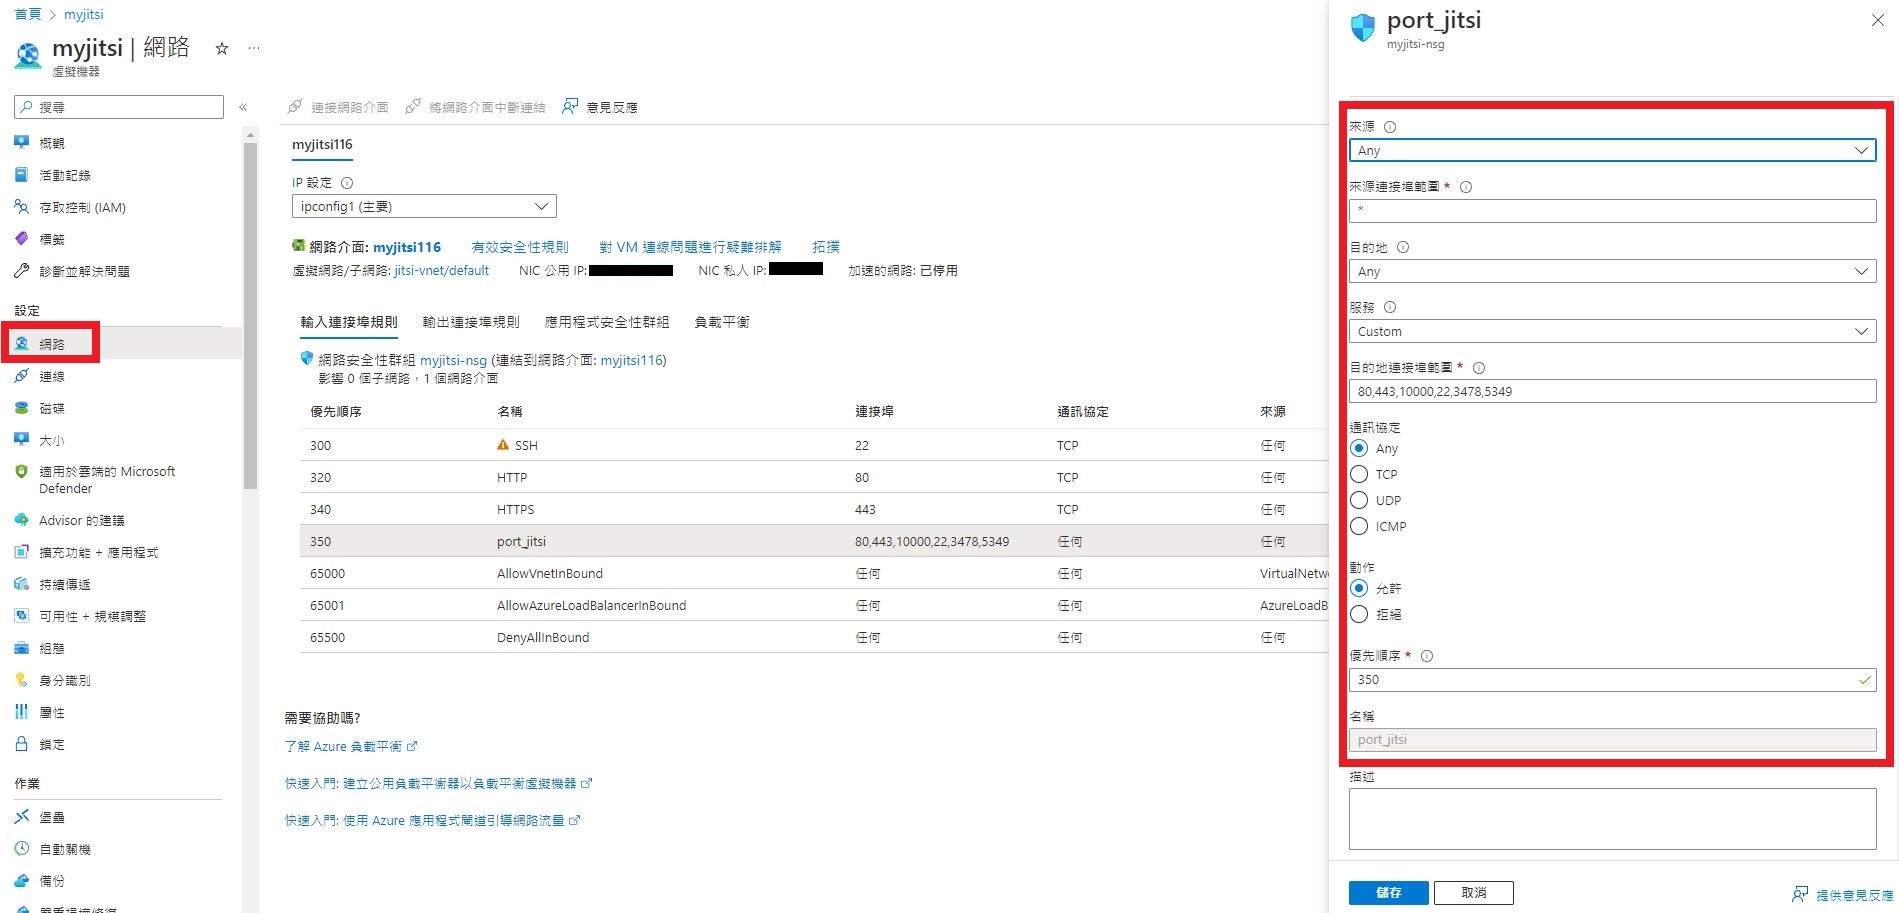 首頁 > myjitsi
myjitsi | 網路 ☆ ...
虛擬機器
搜尋 «
概觀
活動記錄
存取控制 (IAM)
標籤
診斷並解決問題
設定
網路
連線
磁碟
大小
適用於雲端的 Microsoft
Defender
Advisor 的建議
擴充功能 + 應用程式
持續傳遞
可用性 + 規模調整
組態
身分識別
屬性
鎖定
作業
堡壘
自動關機
備份
連接網路介面 將網路介面中斷連結 意見反應
myjitsi116
IP 設定
ipconfig1 (主要)
網路介面: myjitsi116 有效安全性規則 對 VM 連線問題進行疑難排解 拓撲
虛擬網路/子網路: jitsi-vnet/default NIC 公用 IP: NIC 私人 IP: 加速的網路: 已停用
輸入連接埠規則 輸出連接埠規則 應用程式安全性群組 負載平衡
網路安全性群組 myjitsi-nsg (連結到網路介面: myjitsi116)
影響 0 個子網路，1 個網路介面
優先順序 名稱 連接埠 通訊協定 來源
300 SSH 22 TCP 任何
320 HTTP 80 TCP 任何
340 HTTPS 443 TCP 任何
350 port_jitsi 80,443,10000,22,3478,5349 任何 任何
65000 AllowVnetInBound 任何 任何 VirtualNetw
65001 AllowAzureLoadBalancerInBound 任何 任何 AzureLoadB
65500 DenyAllInBound 任何 任何 任何
需要協助嗎?
了解 Azure 負載平衡
快速入門: 建立公用負載平衡器以負載平衡虛擬機器
快速入門: 使用 Azure 應用程式閘道引導網路流量
port_jitsi
myjitsi-nsg
來源
Any
來源連接埠範圍 *
*
目的地
Any
服務
Custom
目的地連接埠範圍 *
80,443,10000,22,3478,5349
通訊協定
Any
TCP
UDP
ICMP
動作
允許
拒絕
優先順序 *
350
名稱
port_jitsi
描述
儲存 取消 提供意見反應